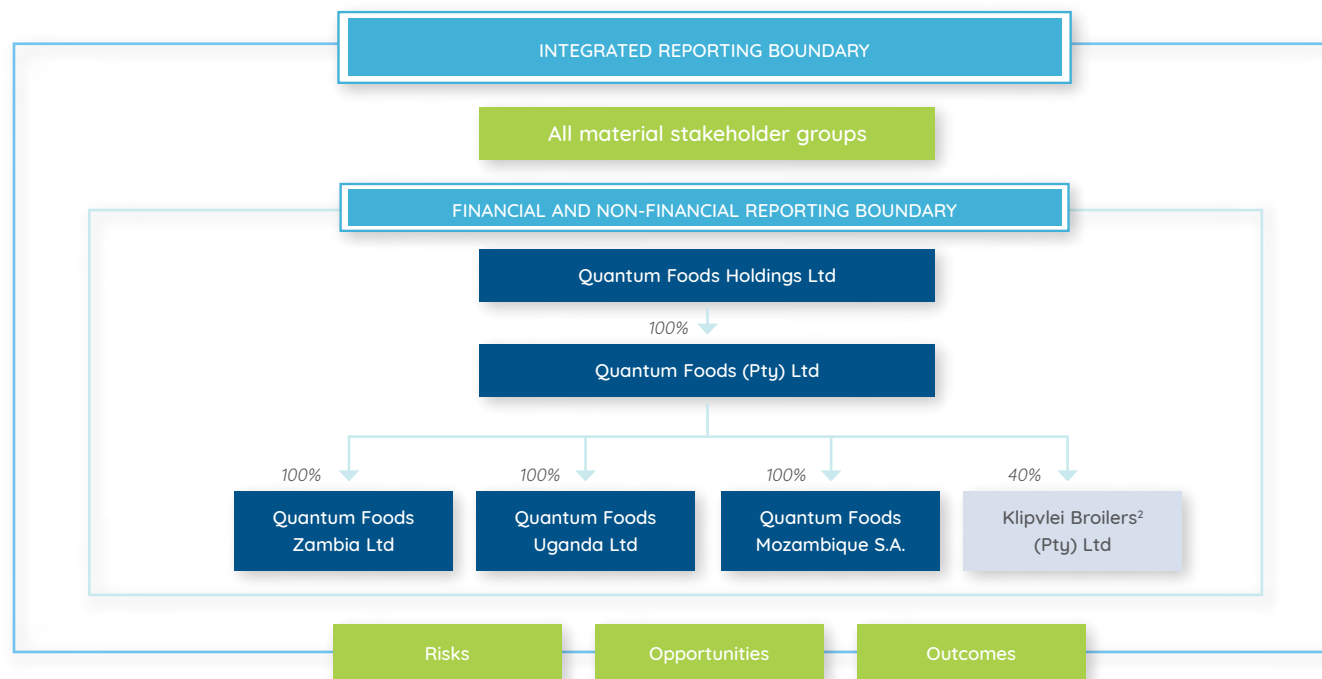 INTEGRATED REPORTING BOUNDARY
All material stakeholder groups
FINANCIAL AND NON-FINANCIAL REPORTING BOUNDARY
Quantum Foods Holdings Ltd
100%
Quantum Foods (Pty) Ltd
100%
100%
100%
40%
Quantum Foods
Zambia Ltd
Quantum Foods
Uganda Ltd
Quantum Foods
Mozambique S.A.
Klipvlei Broilers²
(Pty) Ltd
Risks
Opportunities
Outcomes